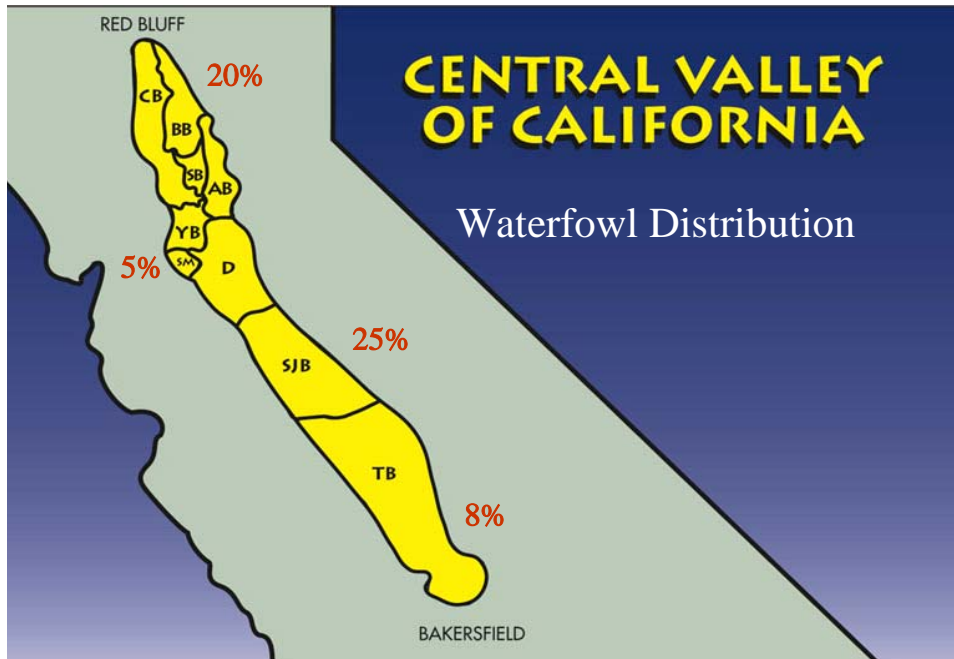 RED BLUFF
CENTRAL VALLEY
OF CALIFORNIA
Waterfowl Distribution
20%
CB
BB
SB
AB
YB
SM
5%
D
25%
SJB
TB
8%
BAKERSFIELD